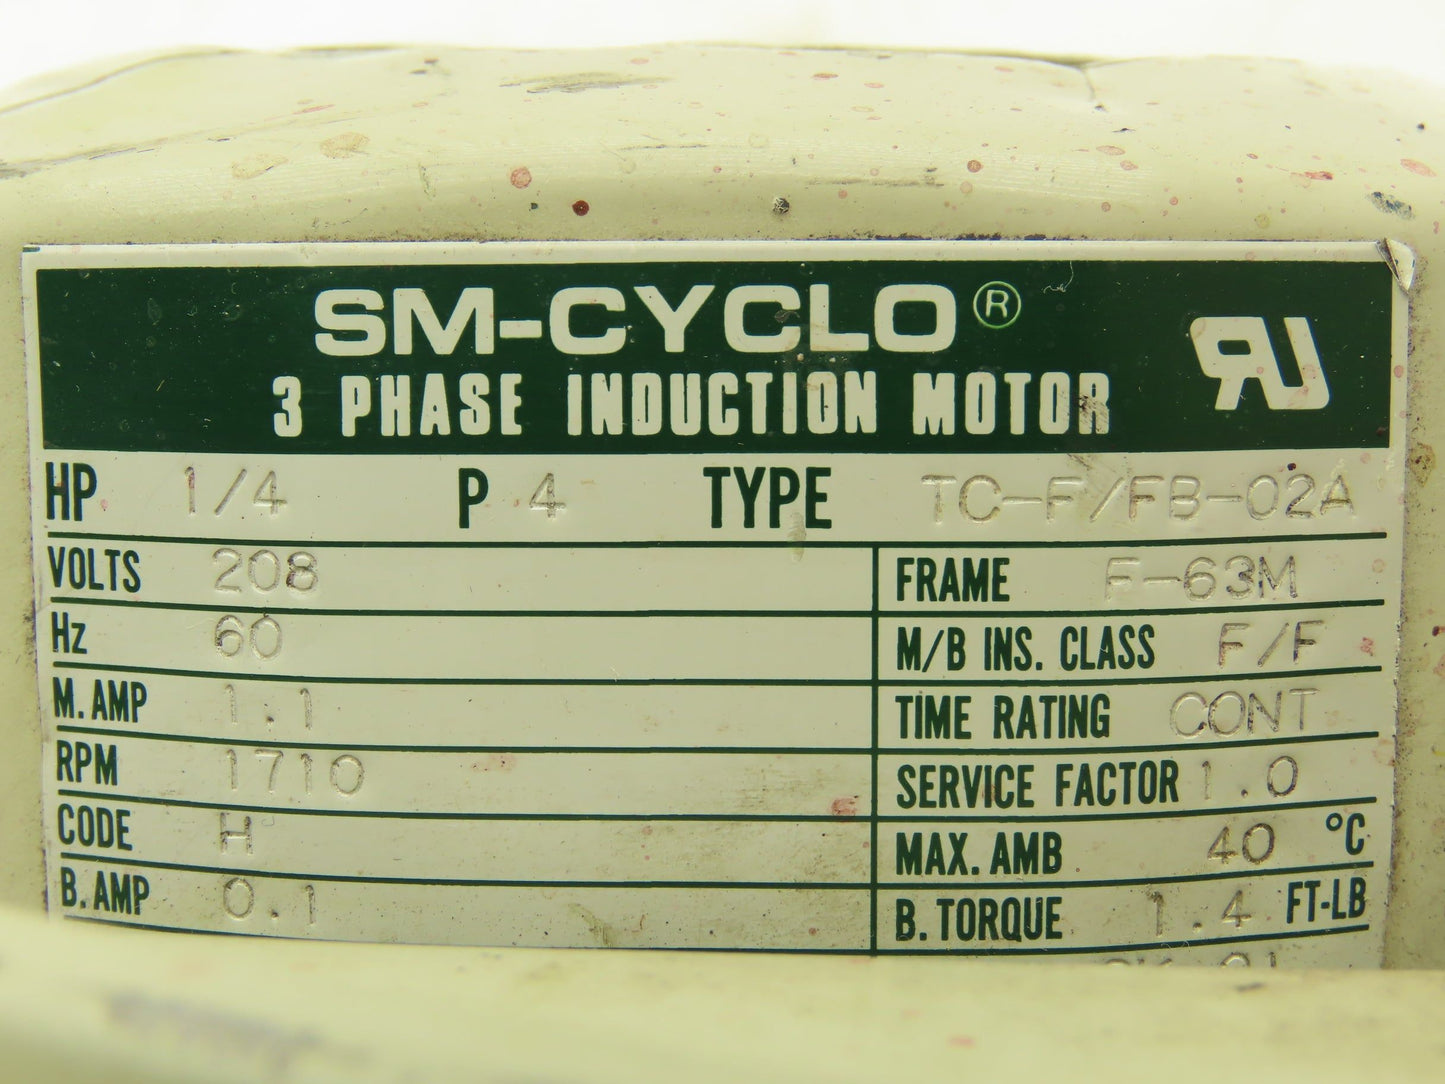 SM-CYCLO®
3 PHASE INDUCTION MOTOR
RU
HP 1/4 P 4 TYPE TC-F/FB-02A
VOLTS 208 FRAME F-63M
Hz 60 M/B INS. CLASS F/F
M. AMP 1.1 TIME RATING CONT
RPM 1710 SERVICE FACTOR 1.0
CODE H MAX. AMB 40 °C
B. AMP 0.1 B. TORQUE 1.4 FT-LB